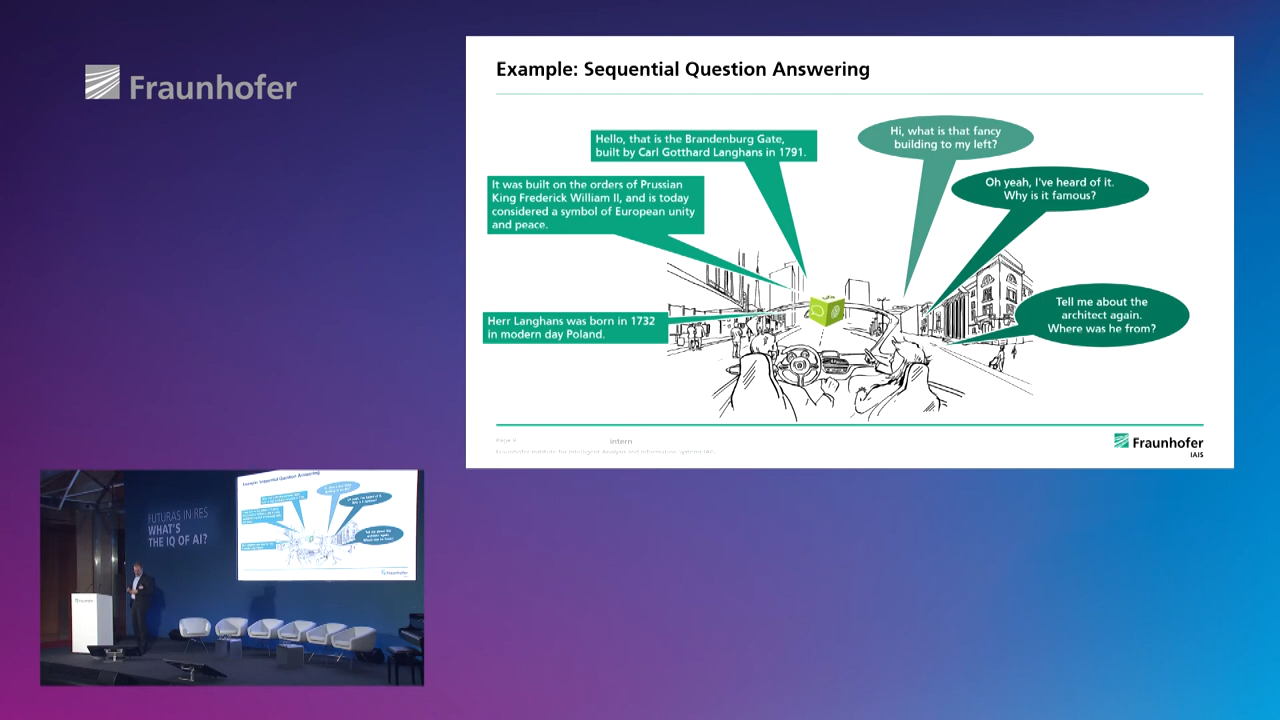 Fraunhofer
Example: Sequential Question Answering
Hi, what is that fancy
building to my left?
Hello, that is the Brandenburg Gate,
built by Carl Gotthard Langhans in 1791.
Oh yeah, I've heard of it.
Why is it famous?
It was built on the orders of Prussian
King Frederick William II, and is today
considered a symbol of European unity
and peace.
Tell me about the
architect again.
Where was he from?
Herr Langhans was born in 1732
in modern day Poland.
intern
Fraunhofer
IAIS
FUTURAS IN RES
WHAT'S
THE IQ OF AI?
Example: Sequential Question Answering